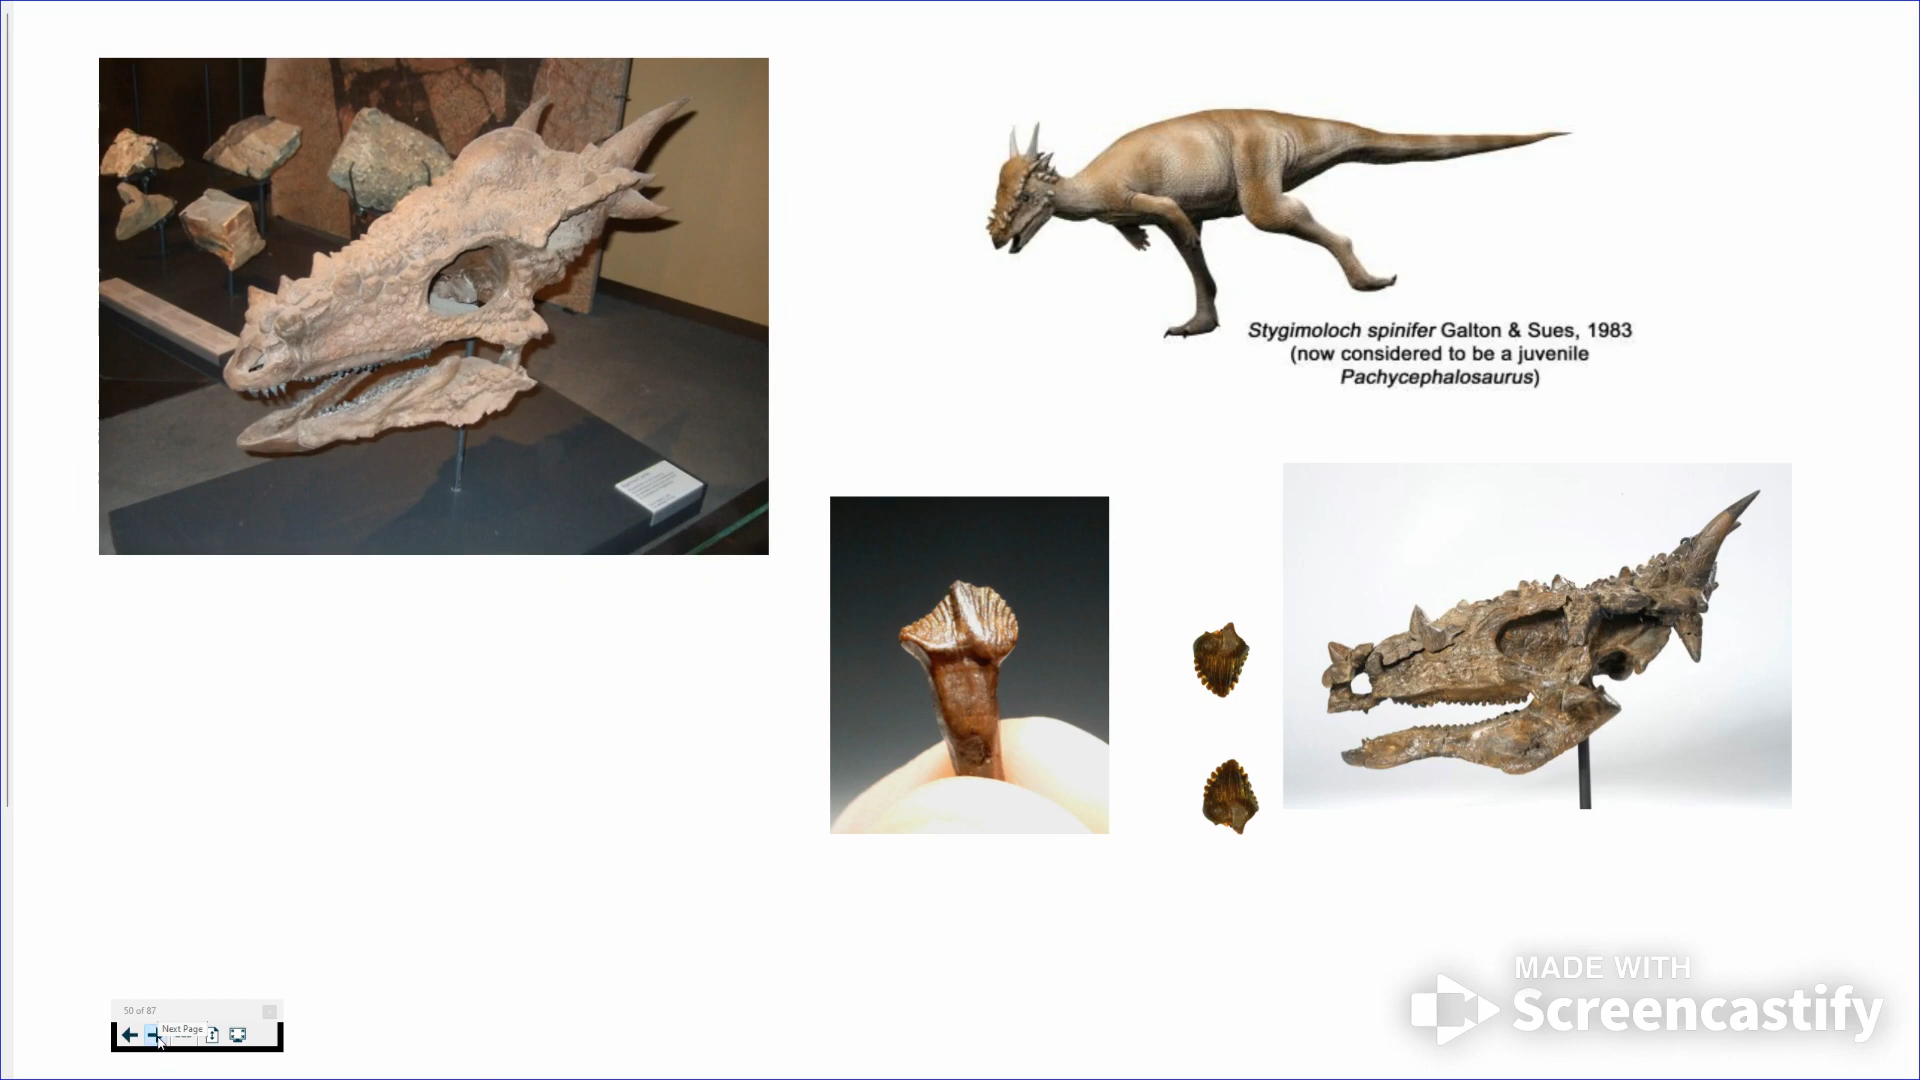 Stygimoloch spinifer Galton & Sues, 1983
(now considered to be a juvenile
Pachycephalosaurus)
50 of 87
Next Page
MADE WITH
Screencastify